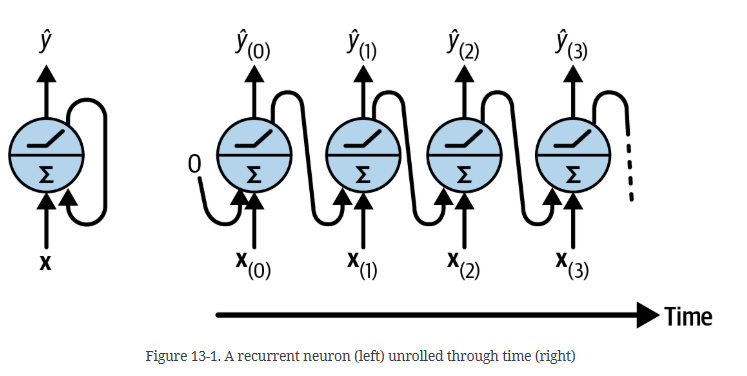 ŷ ŷ(0) ŷ(1) ŷ(2) ŷ(3)
0
Σ Σ Σ Σ Σ
x x(0) x(1) x(2) x(3)
Time
Figure 13-1. A recurrent neuron (left) unrolled through time (right)